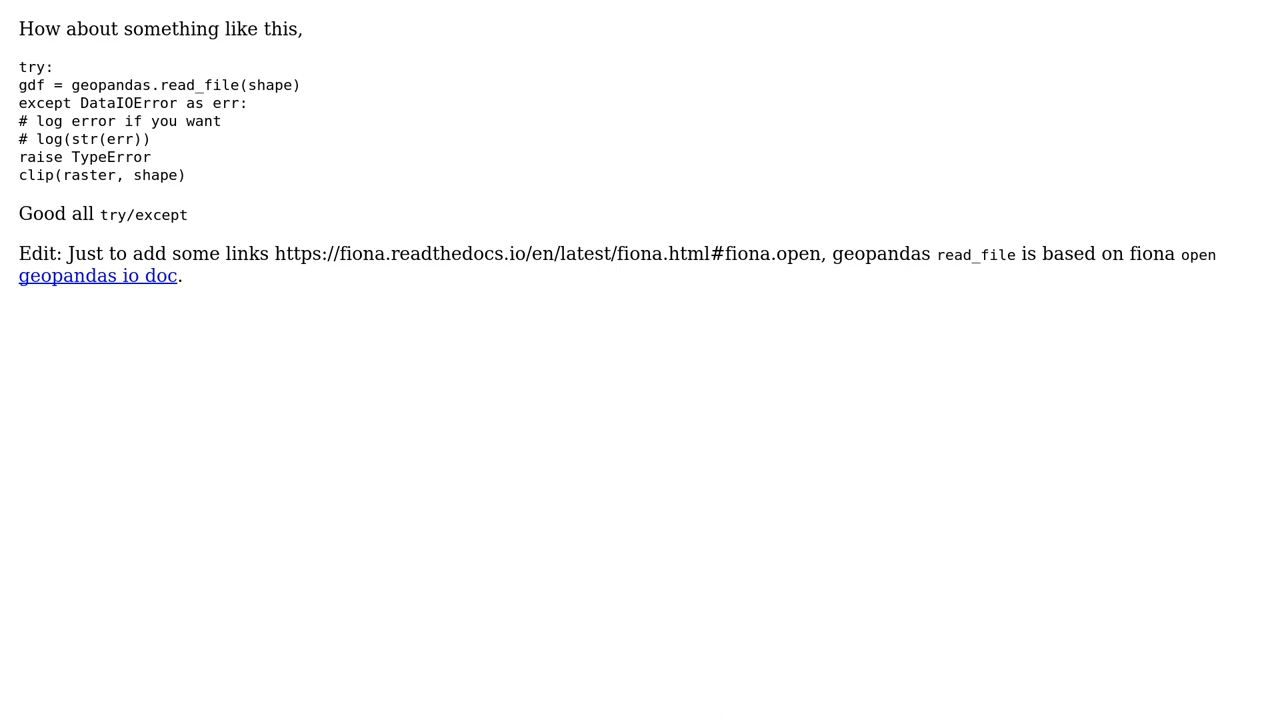 How about something like this,
try:
gdf = geopandas.read_file(shape)
except DataIOError as err:
# log error if you want
# log(str(err))
raise TypeError
clip(raster, shape)
Good all try/except
Edit: Just to add some links https://fiona.readthedocs.io/en/latest/fiona.html#fiona.open, geopandas read_file is based on fiona open
geopandas io doc.